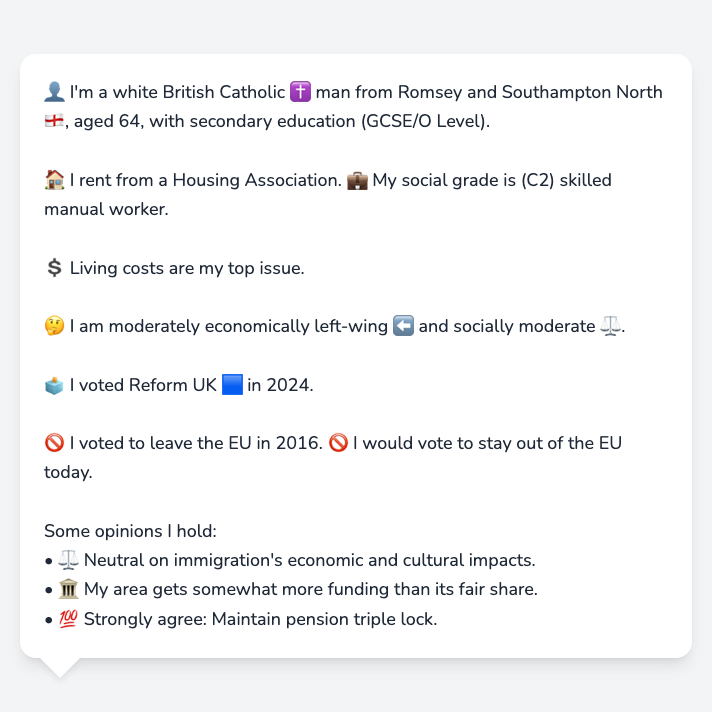 👤 I'm a white British Catholic ✝️ man from Romsey and Southampton North
🏴󠁧󠁢󠁥󠁮󠁧󠁿, aged 64, with secondary education (GCSE/O Level).
🏠 I rent from a Housing Association. 💼 My social grade is (C2) skilled
manual worker.
💲 Living costs are my top issue.
🤔 I am moderately economically left-wing ⬅️ and socially moderate ⚖️.
🗳️ I voted Reform UK 🟦 in 2024.
🚫 I voted to leave the EU in 2016. 🚫 I would vote to stay out of the EU
today.
Some opinions I hold:
• ⚖️ Neutral on immigration's economic and cultural impacts.
• 🏛️ My area gets somewhat more funding than its fair share.
• 💯 Strongly agree: Maintain pension triple lock.